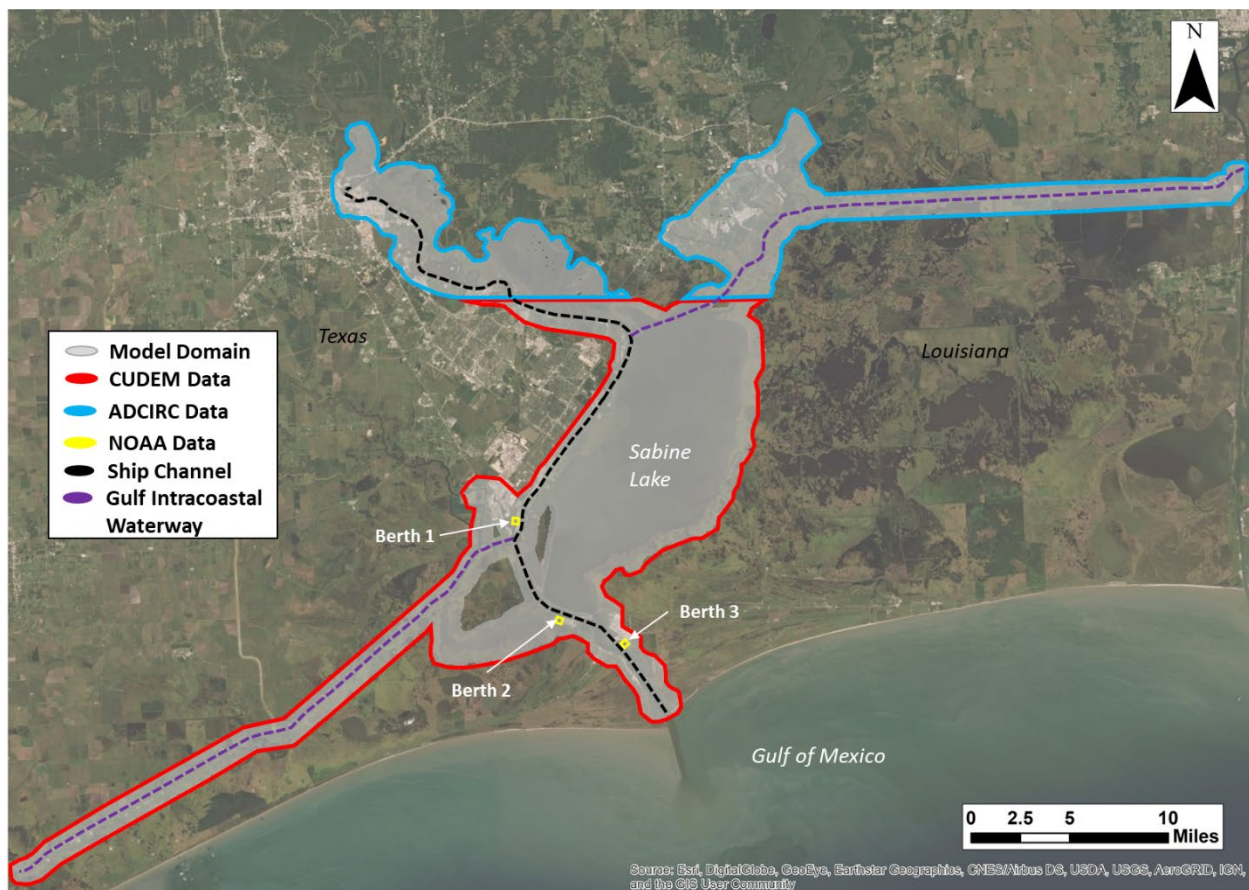 N
Texas
Louisiana
Model Domain
CUDEM Data
ADCIRC Data
NOAA Data
Ship Channel
Gulf Intracoastal
Waterway
Sabine
Lake
Berth 1
Berth 3
Berth 2
Gulf of Mexico
0 2.5 5 10
Miles
Source: Esri, DigitalGlobe, GeoEye, Earthstar Geographics, CNES/Airbus DS, USDA, USGS, AeroGRID, IGN,
and the GIS User Community